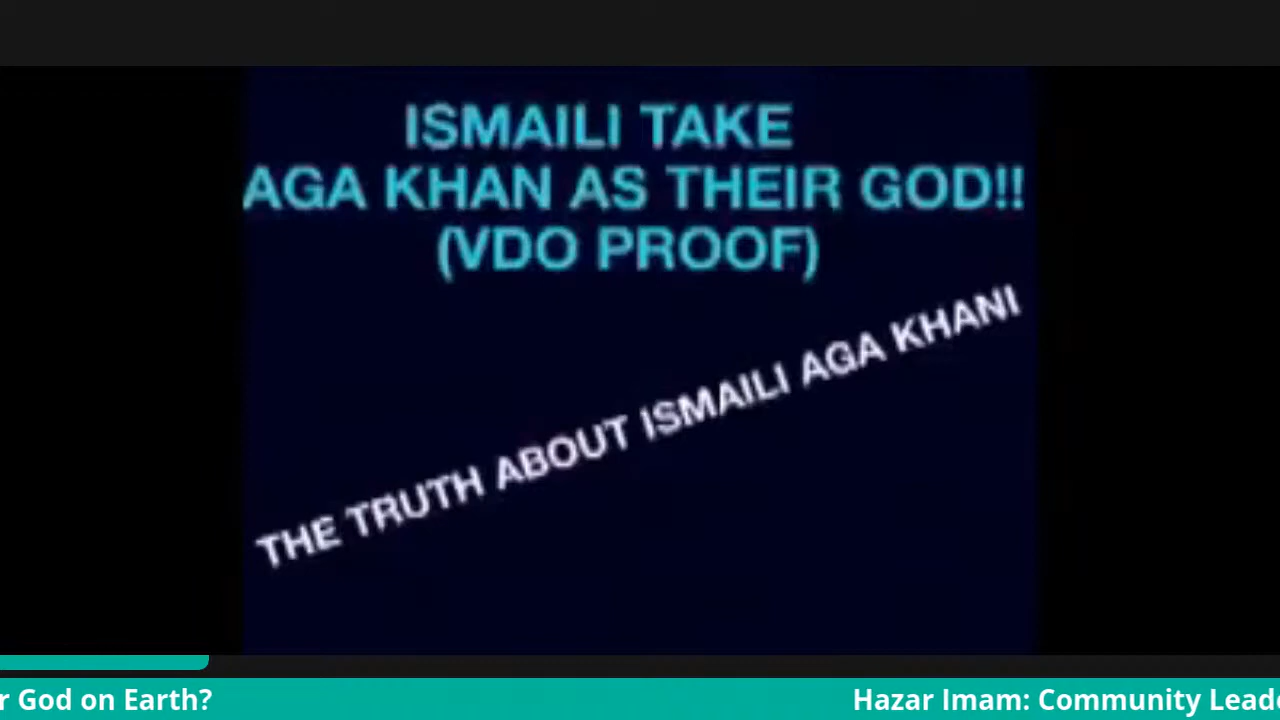 ISMAILI TAKE
AGA KHAN AS THEIR GOD!!
(VDO PROOF)
THE TRUTH ABOUT ISMAILI AGA KHANI
God on Earth?
Hazar Imam: Community